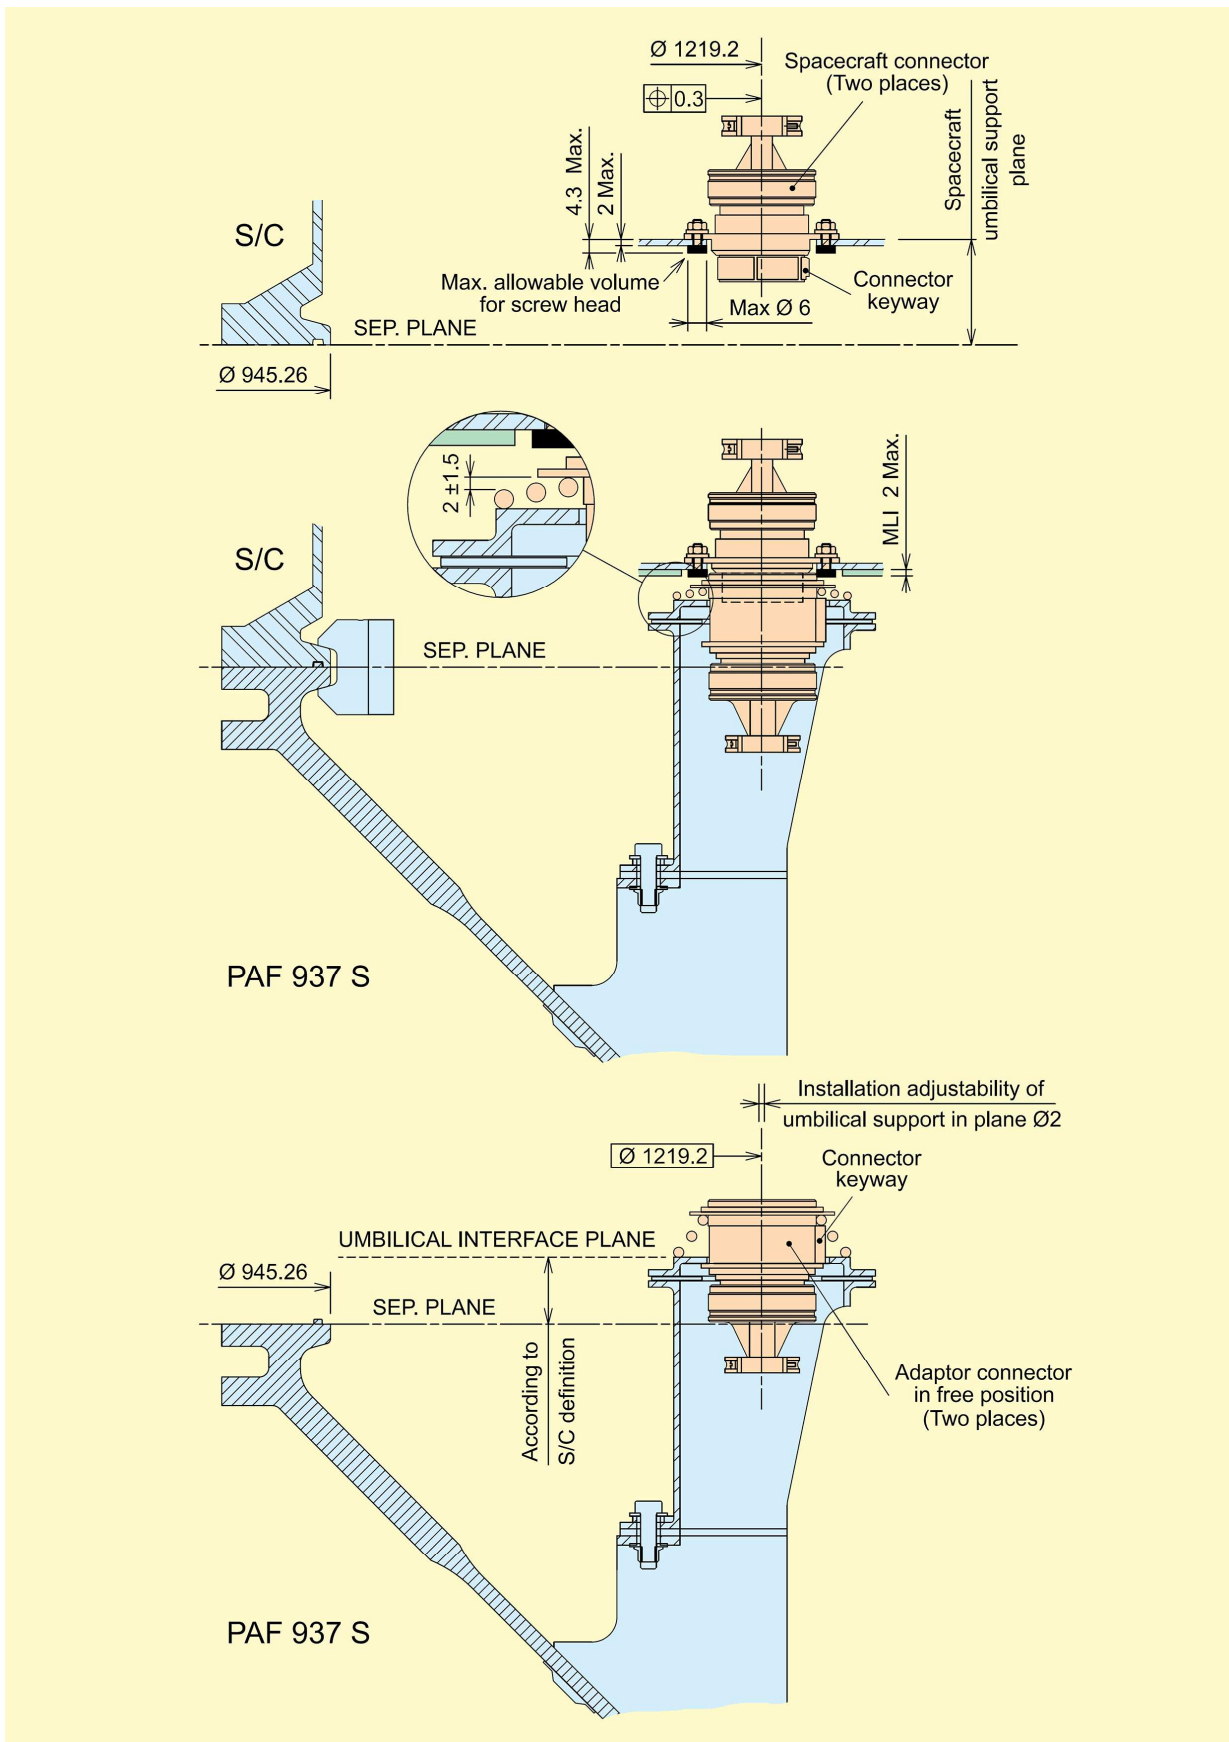 Ø 1219.2
Spacecraft connector
(Two places)
0.3
Spacecraft
umbilical support
plane
4.3 Max.
2 Max.
S/C
Max. allowable volume
for screw head
Connector
keyway
Max Ø 6
SEP. PLANE
Ø 945.26
2 ±1.5
MLI 2 Max.
S/C
SEP. PLANE
PAF 937 S
Installation adjustability of
umbilical support in plane Ø2
Ø 1219.2
Connector
keyway
UMBILICAL INTERFACE PLANE
Ø 945.26
SEP. PLANE
According to
S/C definition
Adaptor connector
in free position
(Two places)
PAF 937 S